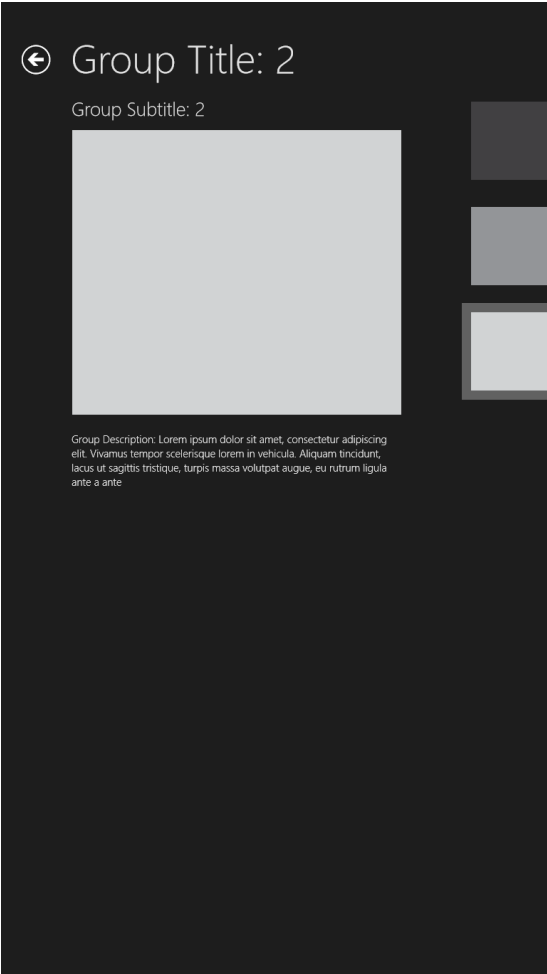 Group Title: 2
Group Subtitle: 2
Group Description: Lorem ipsum dolor sit amet, consectetur adipiscing
elit. Vivamus tempor scelerisque lorem in vehicula. Aliquam tincidunt,
lacus ut sagittis tristique, turpis massa volutpat augue, eu rutrum ligula
ante a ante